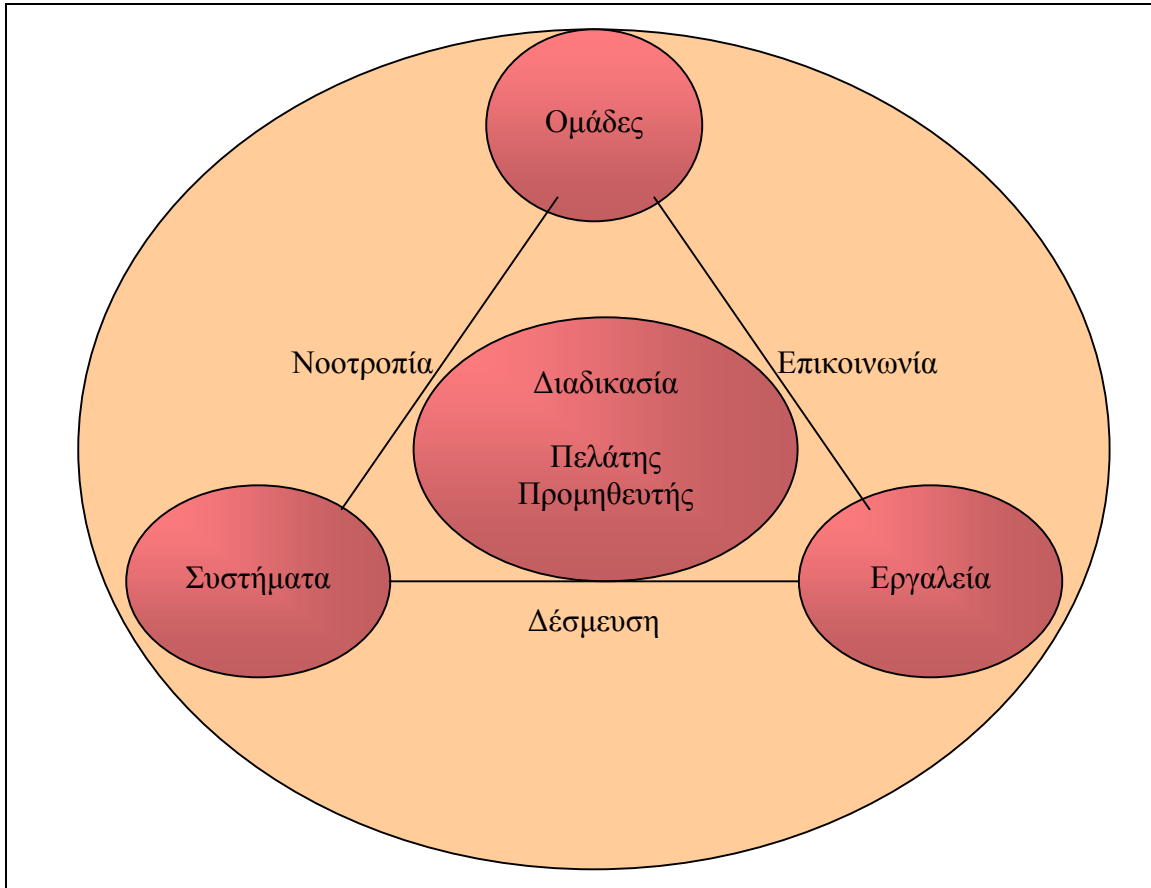 Ομάδες
Νοοτροπία
Επικοινωνία
Διαδικασία
Πελάτης
Προμηθευτής
Συστήματα
Εργαλεία
Δέσμευση